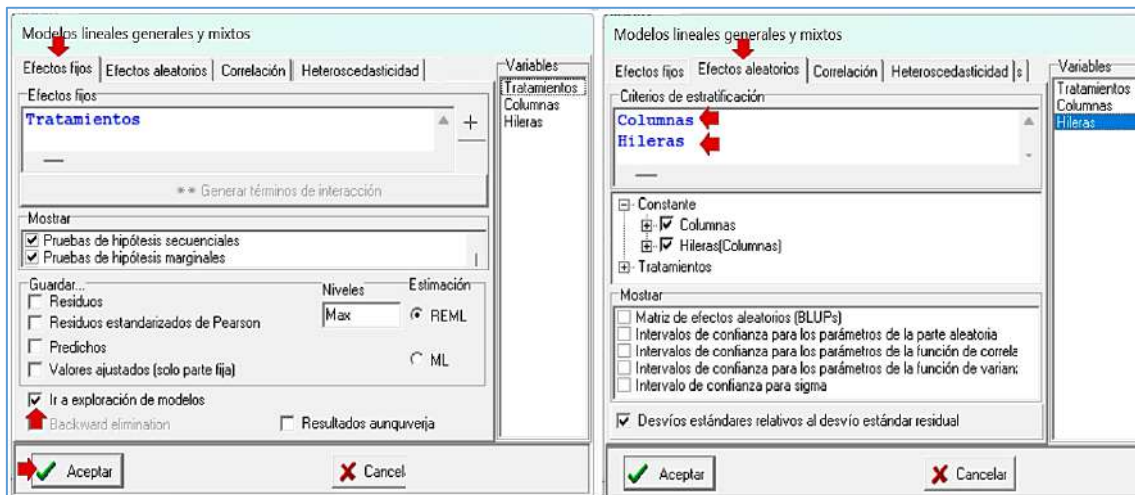 Modelos lineales generales y mixtos
Efectos fijos Efectos aleatorios Correlación Heteroscedasticidad
Efectos fijos
Tratamientos
+
** Generar términos de interacción
Mostrar
Pruebas de hipótesis secuenciales
Pruebas de hipótesis marginales
Guardar...
Residuos
Residuos estandarizados de Pearson
Predichos
Valores ajustados (solo parte fija)
Niveles
Max
Estimación
REML
ML
Ir a exploración de modelos
Backward elimination
Resultados aunquverja
Aceptar Cancel
Variables
Tratamientos
Columnas
Hileras
Modelos lineales generales y mixtos
Efectos fijos Efectos aleatorios Correlación Heteroscedasticidad s
Criterios de estratificación
Columnas
Hileras
Constante
Columnas
Hileras(Columnas)
Tratamientos
Mostrar
Matriz de efectos aleatorios (BLUPs)
Intervalos de confianza para los parámetros de la parte aleatoria
Intervalos de confianza para los parámetros de la función de correla
Intervalos de confianza para los parámetros de la función de varian
Intervalo de confianza para sigma
Desvíos estándares relativos al desvío estándar residual
Aceptar Cancelar
Variables
Tratamientos
Columnas
Hileras